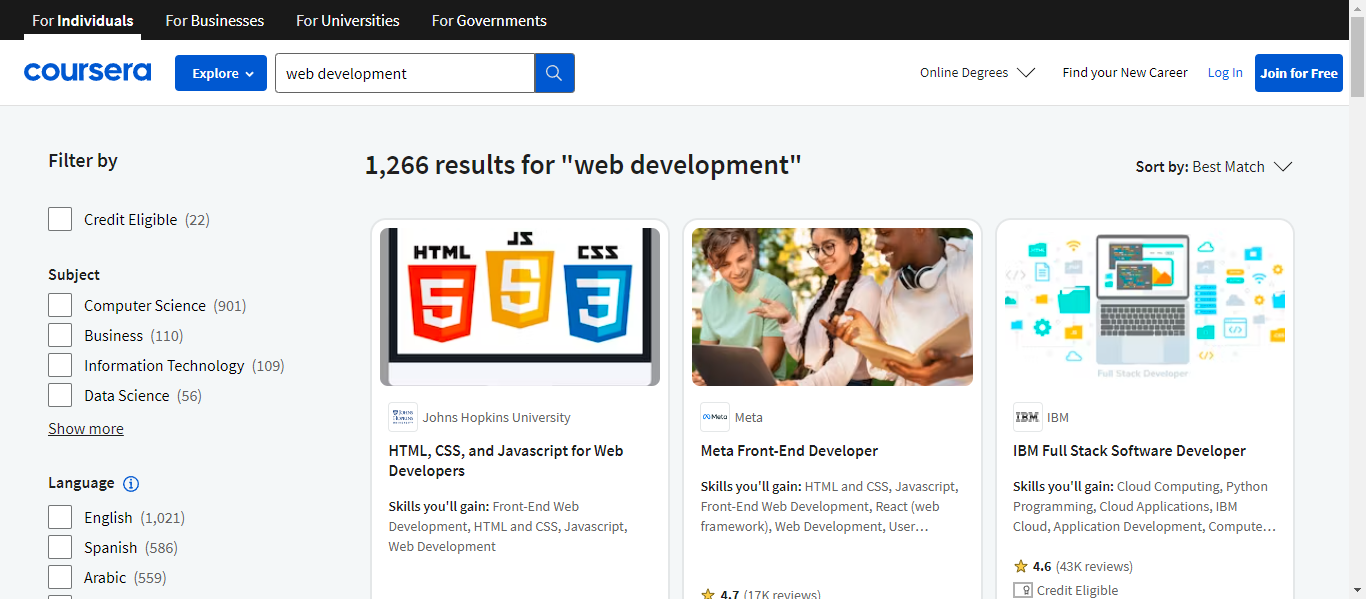 For Individuals
For Businesses
For Universities
For Governments
coursera
Explore
web development
Online Degrees
Find your New Career
Log In
Join for Free
Filter by
Credit Eligible (22)
Subject
Computer Science (901)
Business (110)
Information Technology (109)
Data Science (56)
Show more
Language
English (1,021)
Spanish (586)
Arabic (559)
1,266 results for "web development"
Sort by: Best Match
HTML
JS
CSS
5
5
3
JOHNS HOPKINS
Johns Hopkins University
HTML, CSS, and Javascript for Web
Developers
Skills you'll gain: Front-End Web
Development, HTML and CSS, Javascript,
Web Development
Meta
Meta
Meta Front-End Developer
Skills you'll gain: HTML and CSS, Javascript,
Front-End Web Development, React (web
framework), Web Development, User...
4.7 (17K reviews)
Full Stack Developer
IBM
IBM
IBM Full Stack Software Developer
Skills you'll gain: Cloud Computing, Python
Programming, Cloud Applications, IBM
Cloud, Application Development, Compute...
4.6 (43K reviews)
Credit Eligible